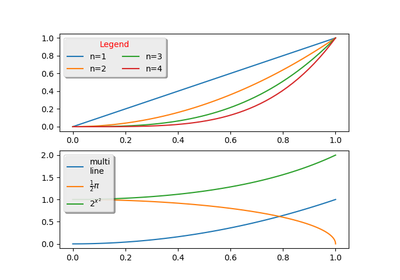 1.0
0.8
0.6
0.4
0.2
0.0
Legend
n=1 n=3
n=2 n=4
0.0 0.2 0.4 0.6 0.8 1.0
2.0
1.5
1.0
0.5
0.0
multi
line
½π
2^{x²}
0.0 0.2 0.4 0.6 0.8 1.0